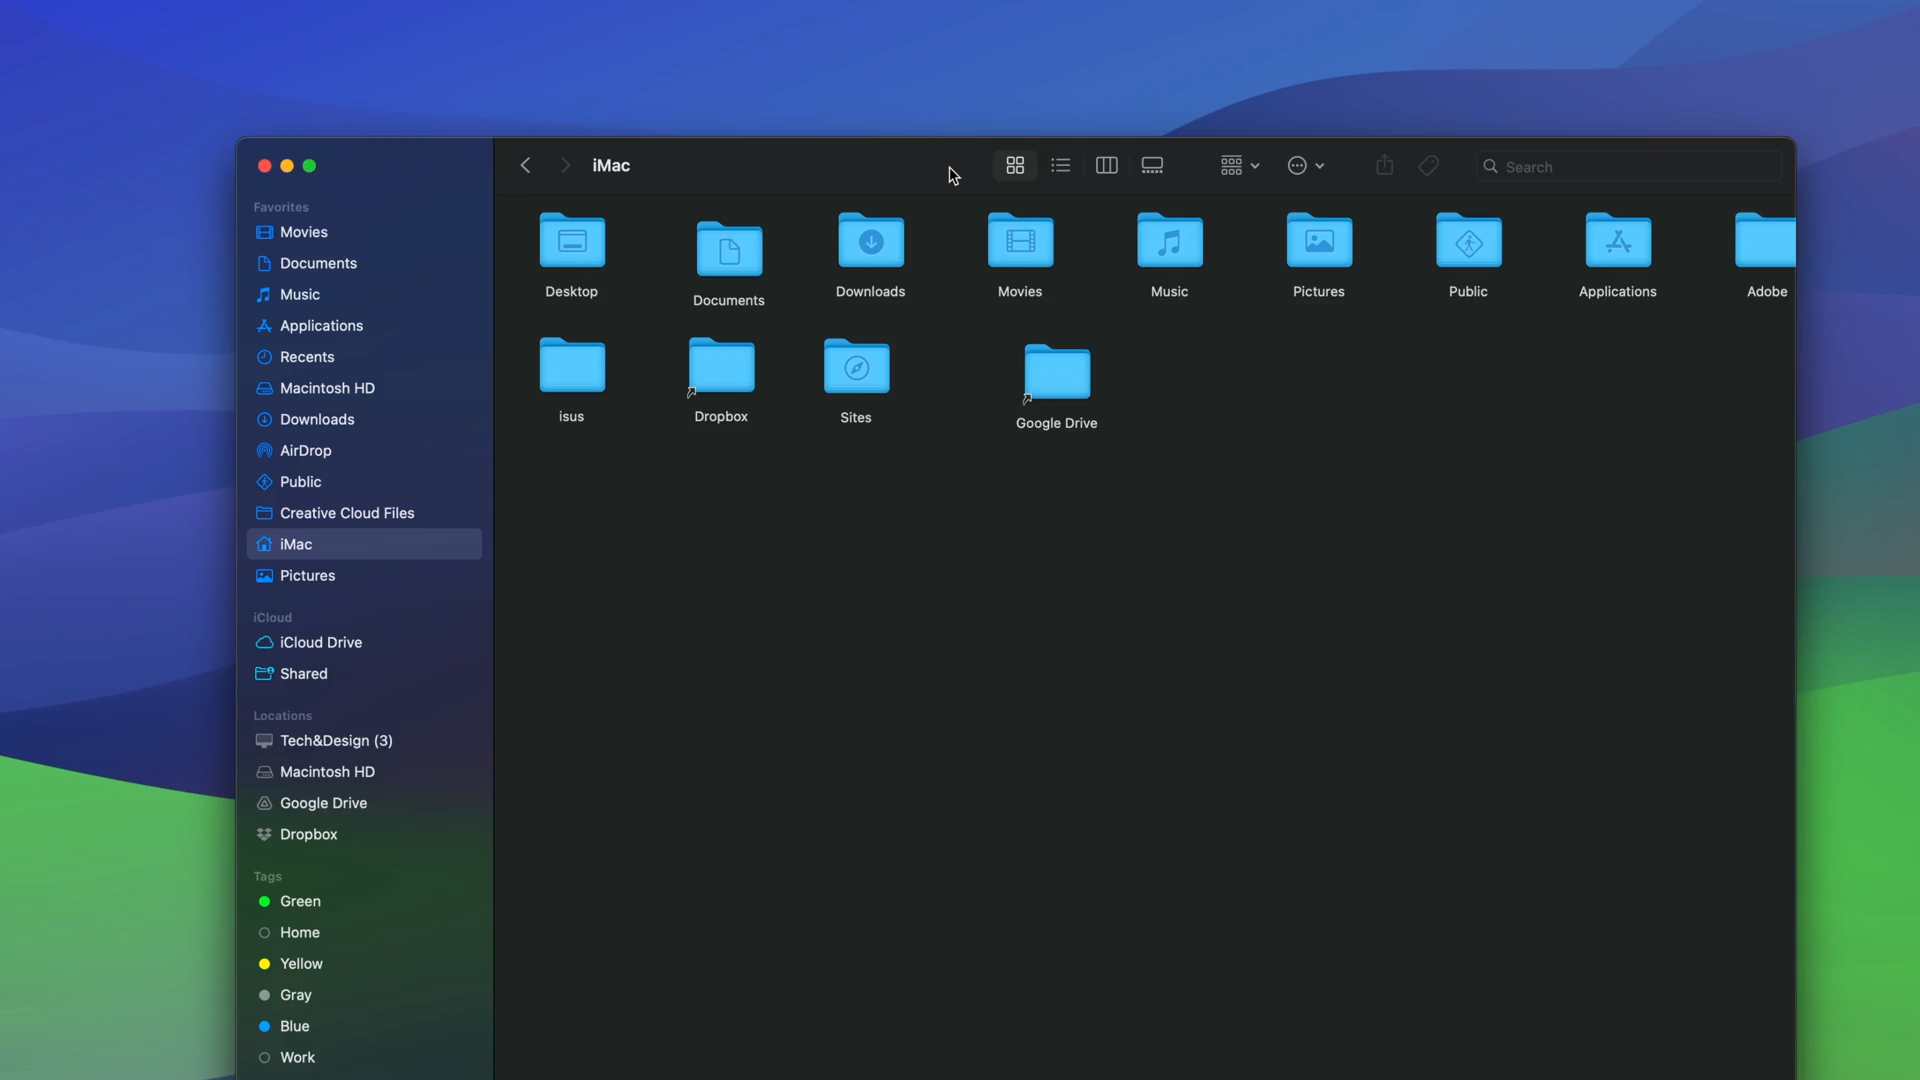 iMac
Search
Favorites
Movies
Documents
Music
Applications
Recents
Macintosh HD
Downloads
AirDrop
Public
Creative Cloud Files
iMac
Pictures
iCloud
iCloud Drive
Shared
Locations
Tech&Design (3)
Macintosh HD
Google Drive
Dropbox
Tags
Green
Home
Yellow
Gray
Blue
Work
Desktop
Documents
Downloads
Movies
Music
Pictures
Public
Applications
Adobe
isus
Dropbox
Sites
Google Drive